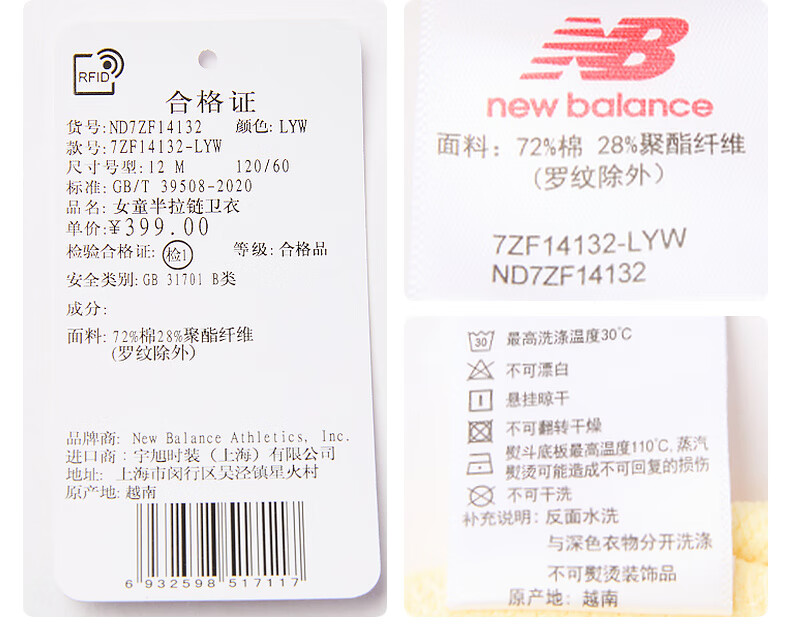 RFID
合格证
货号: ND7ZF14132 颜色: LYW
款号: 7ZF14132-LYW
尺寸号型: 12 M 120/60
标准: GB/T 39508-2020
品名: 女童半拉链卫衣
单价: ¥399.00
检验合格证: 检1 等级: 合格品
安全类别: GB 31701 B类
成分:
面料: 72%棉28%聚酯纤维
(罗纹除外)
品牌商: New Balance Athletics, Inc.
进口商: 宇旭时装（上海）有限公司
地址: 上海市闵行区吴泾镇星火村
原产地: 越南
6 932598 517117
NB
new balance
面料: 72%棉 28%聚酯纤维
(罗纹除外)
7ZF14132-LYW
ND7ZF14132
30 最高洗涤温度30℃
不可漂白
悬挂晾干
不可翻转干燥
熨斗底板最高温度110℃, 蒸汽
熨烫可能造成不可回复的损伤
不可干洗
补充说明: 反面水洗
与深色衣物分开洗涤
不可熨烫装饰品
原产地: 越南